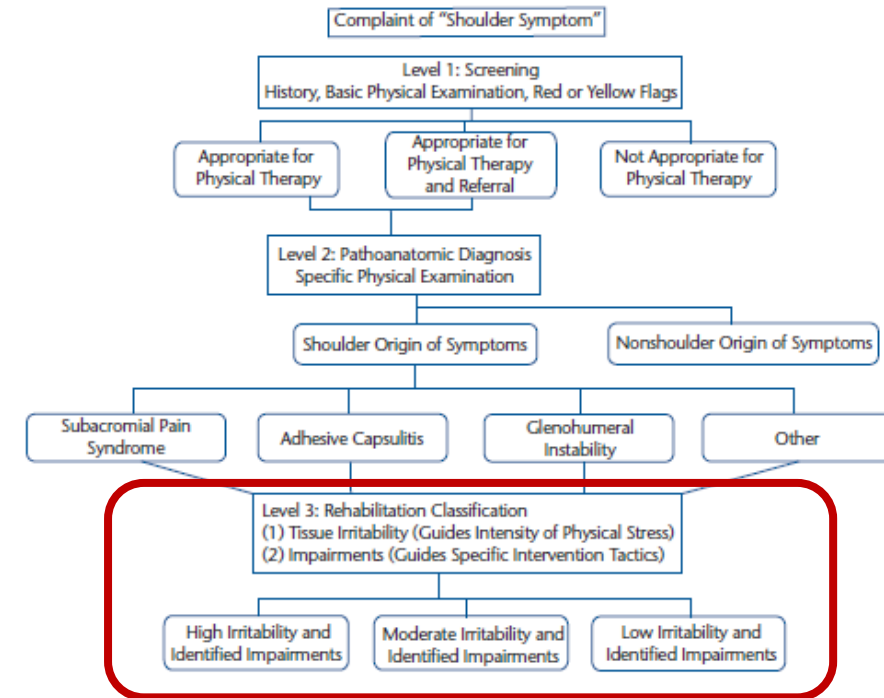 Complaint of “Shoulder Symptom”
Level 1: Screening
History, Basic Physical Examination, Red or Yellow Flags
Appropriate for
Physical Therapy
Appropriate for
Physical Therapy
and Referral
Not Appropriate for
Physical Therapy
Level 2: Pathoanatomic Diagnosis
Specific Physical Examination
Shoulder Origin of Symptoms
Nonshoulder Origin of Symptoms
Subacromial Pain
Syndrome
Adhesive Capsulitis
Glenohumeral
Instability
Other
Level 3: Rehabilitation Classification
(1) Tissue Irritability (Guides Intensity of Physical Stress)
(2) Impairments (Guides Specific Intervention Tactics)
High Irritability and
Identified Impairments
Moderate Irritability and
Identified Impairments
Low Irritability and
Identified Impairments